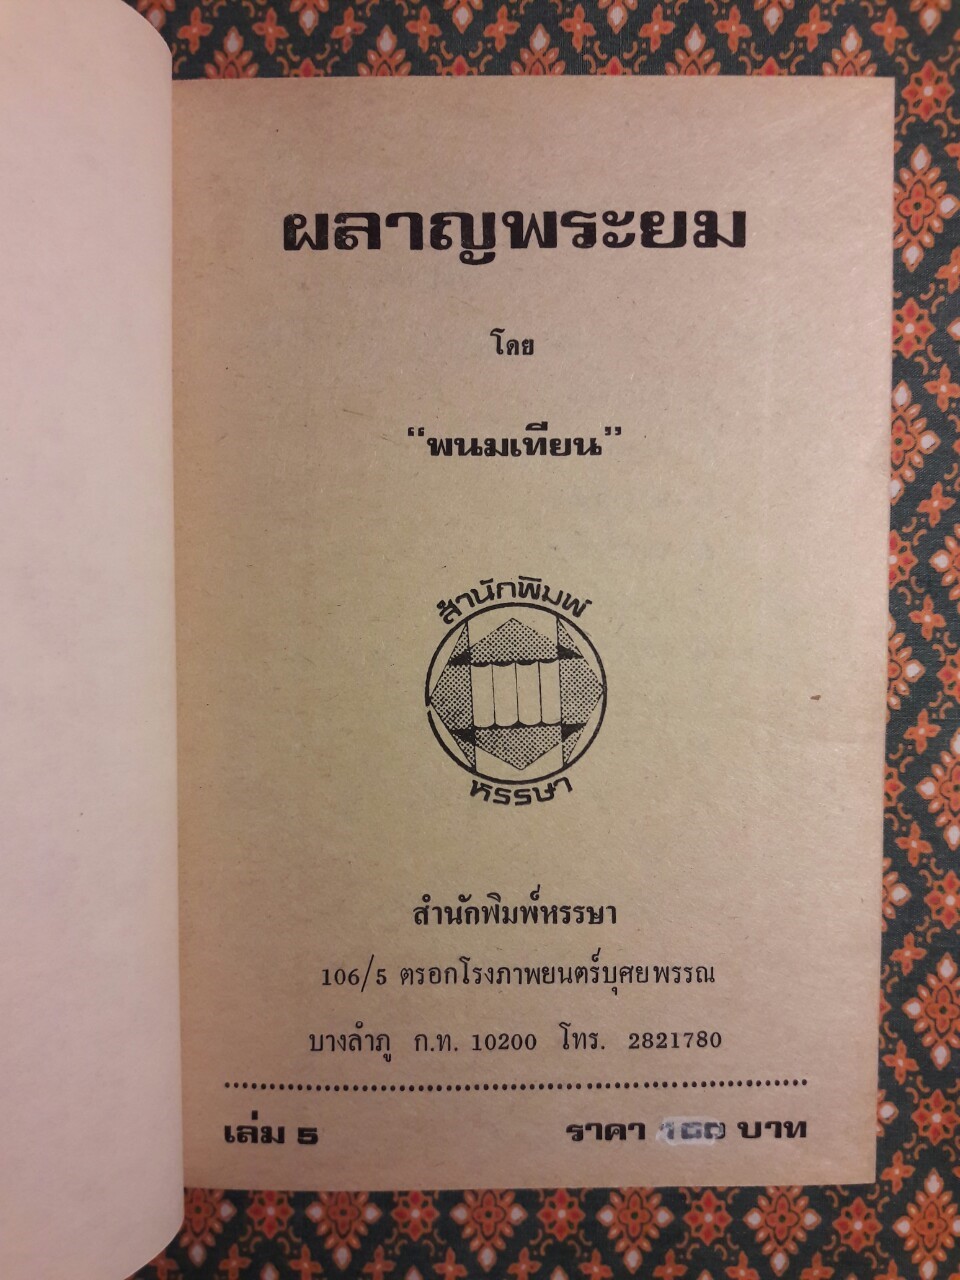 ผลาญพระยม
โดย
“พนมเทียน”
สำนักพิมพ์
หรรษา
สำนักพิมพ์หรรษา
106/5 ตรอกโรงภาพยนตร์บุศยพรรณ
บางลำภู ก.ท. 10200 โทร. 2821780
เล่ม 5 ราคา บาท